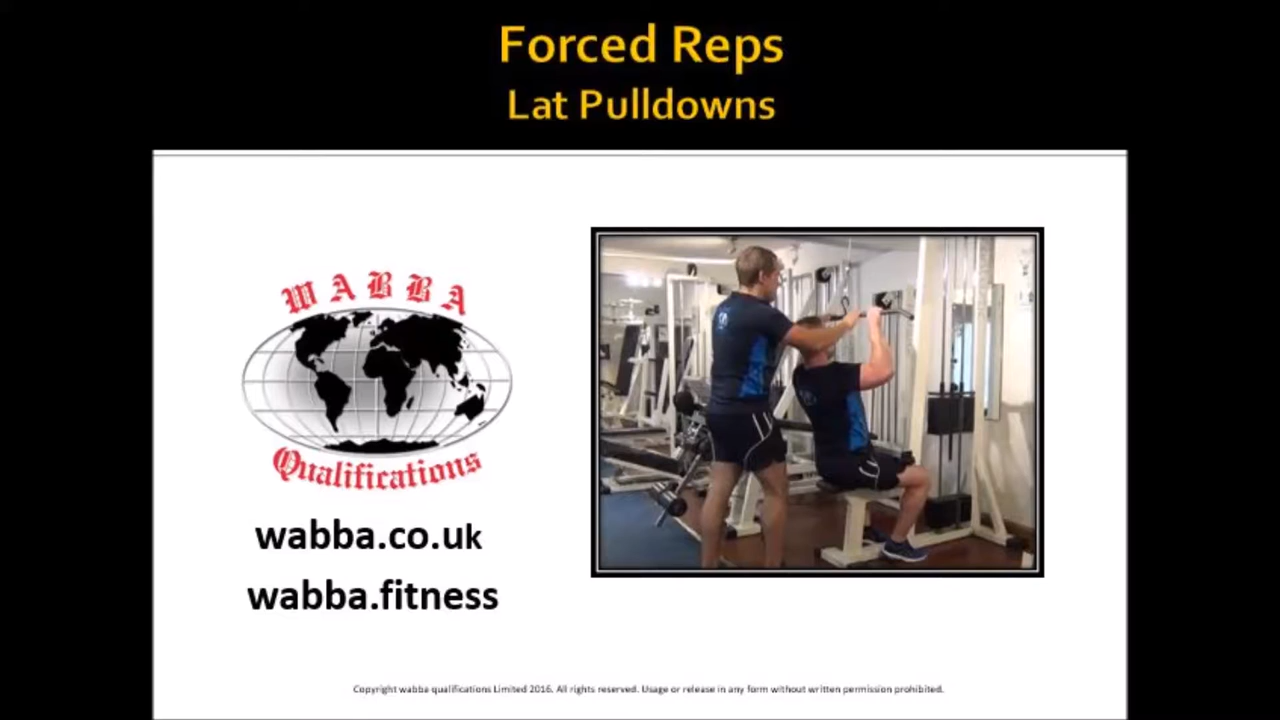 Forced Reps
Lat Pulldowns
WABBA
Qualifications
wabba.co.uk
wabba.fitness
Copyright wabba qualifications Limited 2016. All rights reserved. Usage or release in any form without written permission prohibited.